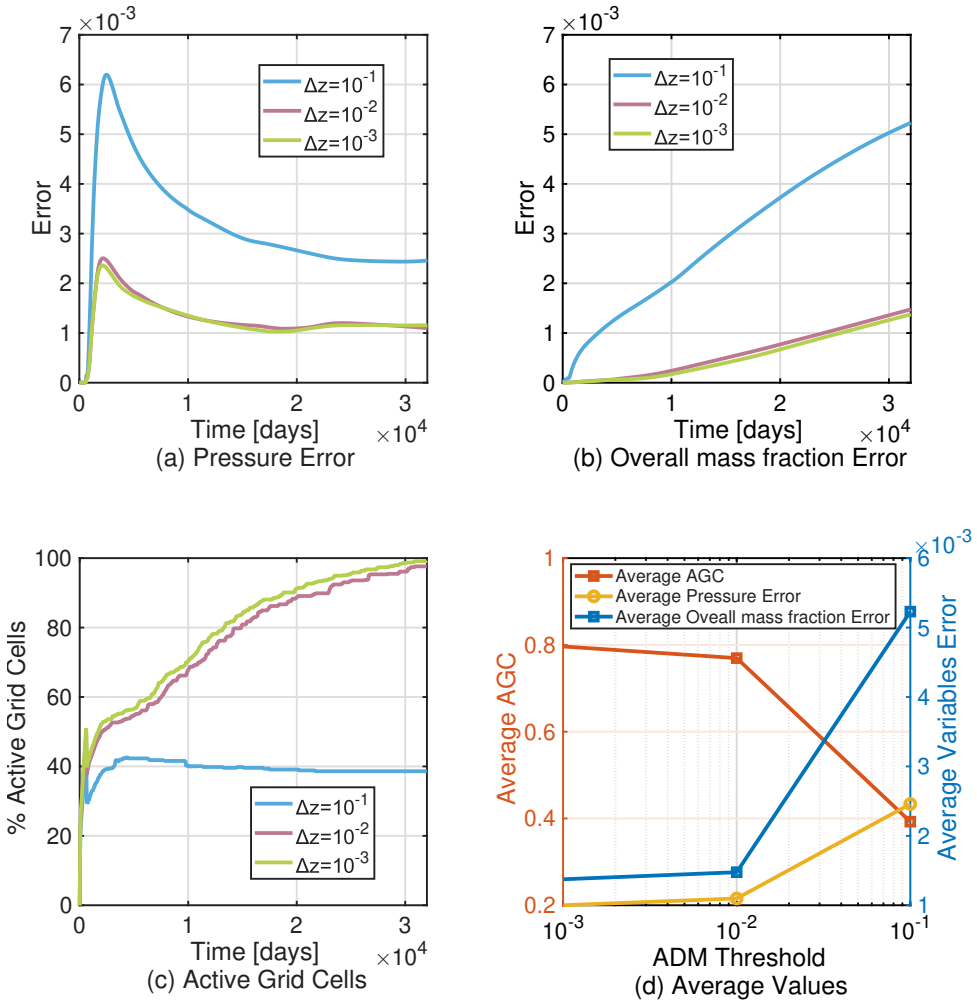 ×10⁻³
7
6
5
4
3
2
1
0
Error
Δz=10⁻¹
Δz=10⁻²
Δz=10⁻³
0 1 2 3
Time [days] ×10⁴
(a) Pressure Error
×10⁻³
7
6
5
4
3
2
1
0
Error
Δz=10⁻¹
Δz=10⁻²
Δz=10⁻³
0 1 2 3
Time [days] ×10⁴
(b) Overall mass fraction Error
100
80
60
40
20
0
% Active Grid Cells
Δz=10⁻¹
Δz=10⁻²
Δz=10⁻³
0 1 2 3
Time [days] ×10⁴
(c) Active Grid Cells
1
0.8
0.6
0.4
0.2
Average AGC
Average AGC
Average Pressure Error
Average Oveall mass fraction Error
×10⁻³
6
5
4
3
2
1
Average Variables Error
10⁻³ 10⁻² 10⁻¹
ADM Threshold
(d) Average Values